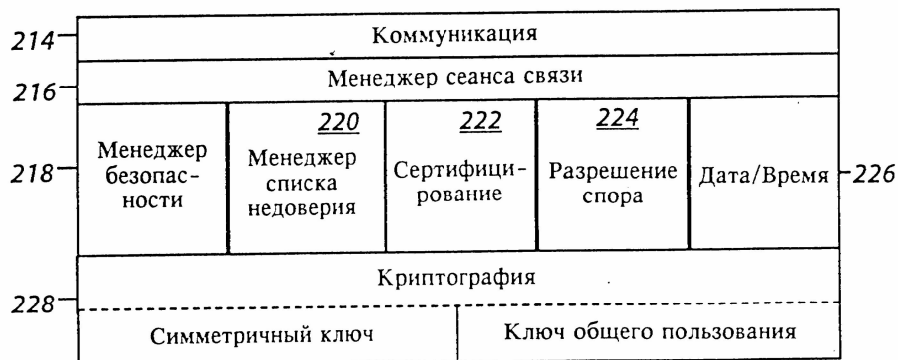 214
Коммуникация
216
Менеджер сеанса связи
218
Менеджер
безопас-
ности
220
Менеджер
списка
недоверия
222
Сертифици-
рование
224
Разрешение
спора
Дата/Время
226
228
Криптография
Симметричный ключ
Ключ общего пользования